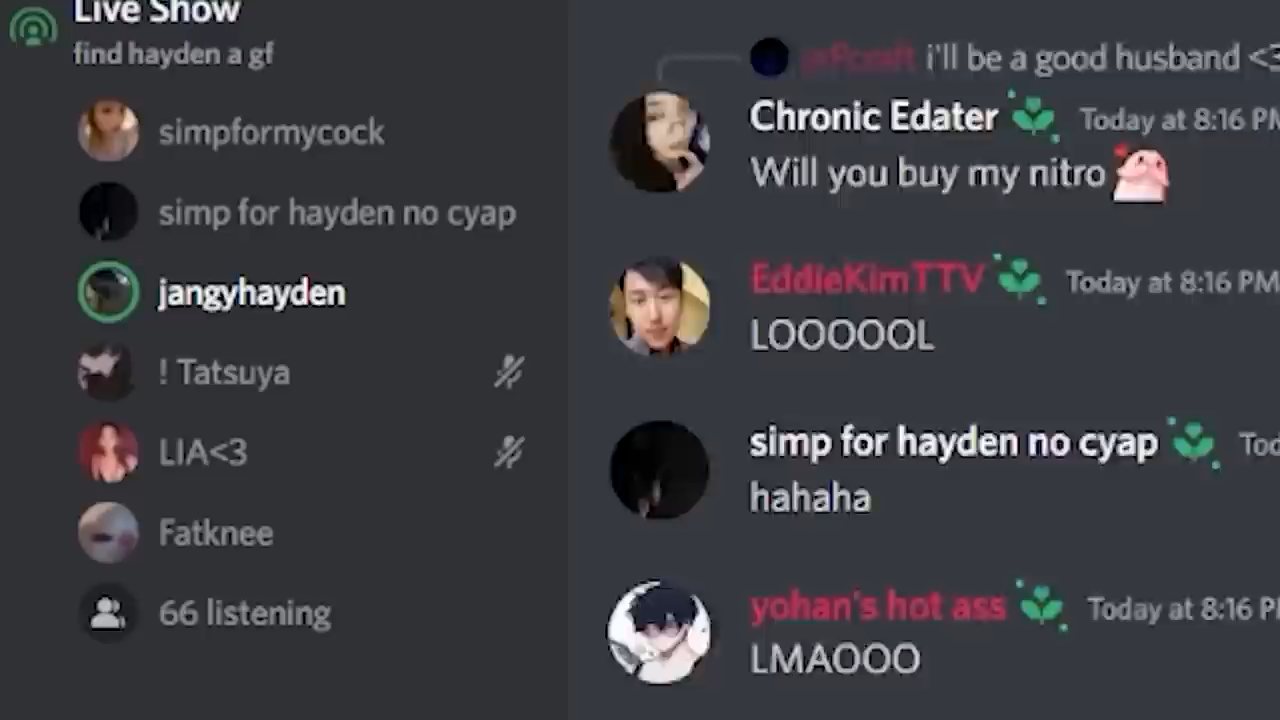 Live Show
find hayden a gf
simpformycock
simp for hayden no cyap
jangyhayden
! Tatsuya
LIA<3
Fatknee
66 listening
i'll be a good husband <3
Chronic Edater Today at 8:16 PM
Will you buy my nitro
EddieKimTTV Today at 8:16 PM
LOOOOOL
simp for hayden no cyap Tod
hahaha
yohan's hot ass Today at 8:16 P
LMAOOO